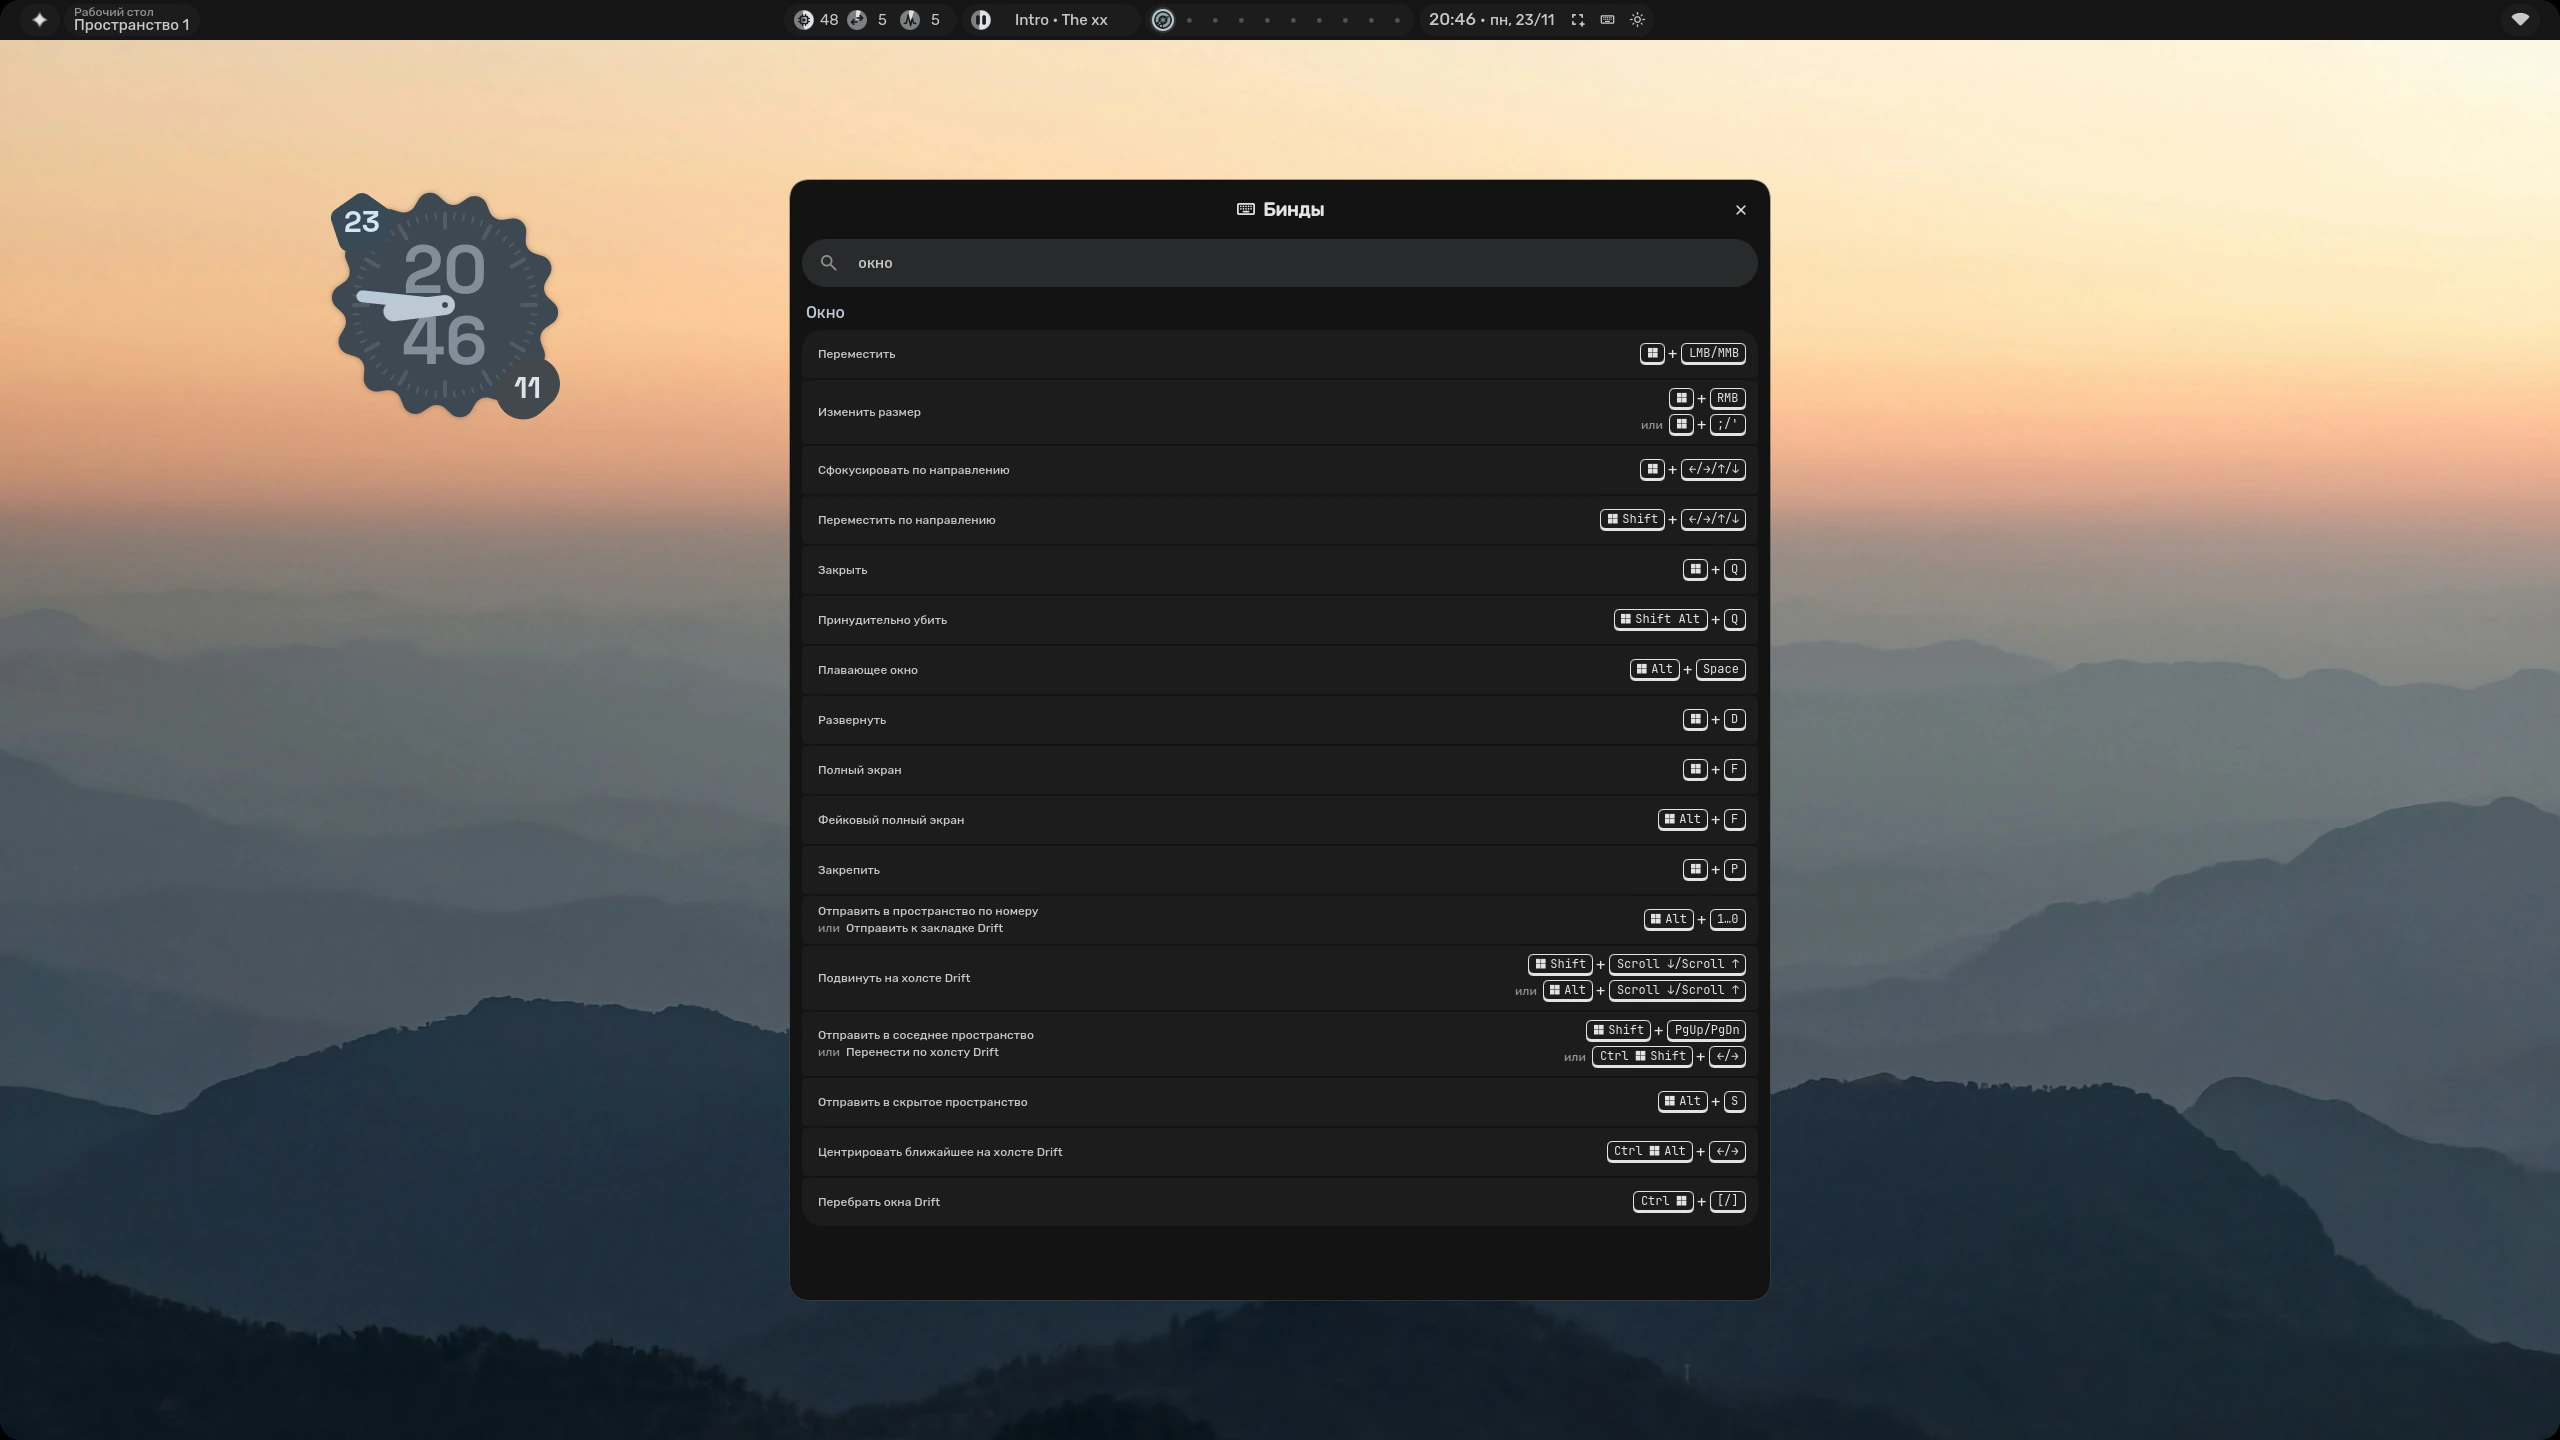 Рабочий стол
Пространство 1
48 5 5
Intro • The xx
20:46 • пн, 23/11
23
20
46
11
Бинды
окно
Окно
Переместить + LMB/MMB
Изменить размер + RMB
или + ;/'
Сфокусировать по направлению + ←/→/↑/↓
Переместить по направлению Shift + ←/→/↑/↓
Закрыть + Q
Принудительно убить Shift Alt + Q
Плавающее окно Alt + Space
Развернуть + D
Полный экран + F
Фейковый полный экран Alt + F
Закрепить + P
Отправить в пространство по номеру Alt + 1…0
или Отправить к закладке Drift
Подвинуть на холсте Drift Shift + Scroll ↓/Scroll ↑
или Alt + Scroll ↓/Scroll ↑
Отправить в соседнее пространство Shift + PgUp/PgDn
или Перенести по холсту Drift или Ctrl Shift + ←/→
Отправить в скрытое пространство Alt + S
Центрировать ближайшее на холсте Drift Ctrl Alt + ←/→
Перебрать окна Drift Ctrl + [/]